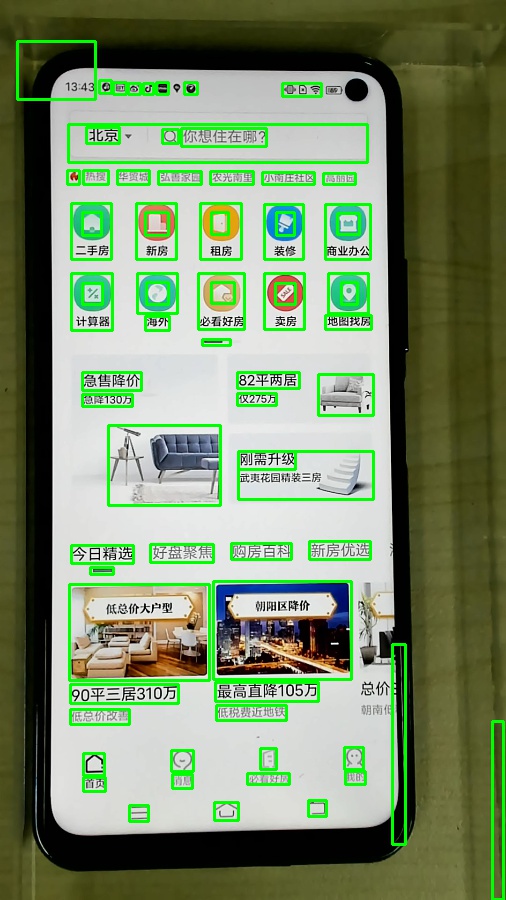 13:43
北京 你想住在哪?
热搜 华贸城 弘善家园 农光南里 小南庄社区 高丽园
二手房 新房 租房 装修 商业办公
计算器 海外 必看好房 卖房 地图找房
SALE
急售降价
急降130万
82平两居
仅275万
刚需升级
武夷花园精装三房
今日精选 好盘聚焦 购房百科 新房优选
低总价大户型
朝阳区降价
90平三居310万
低总价改善
最高直降105万
低税费近地铁
总价
朝南低
首页 消息 必看好房 我的